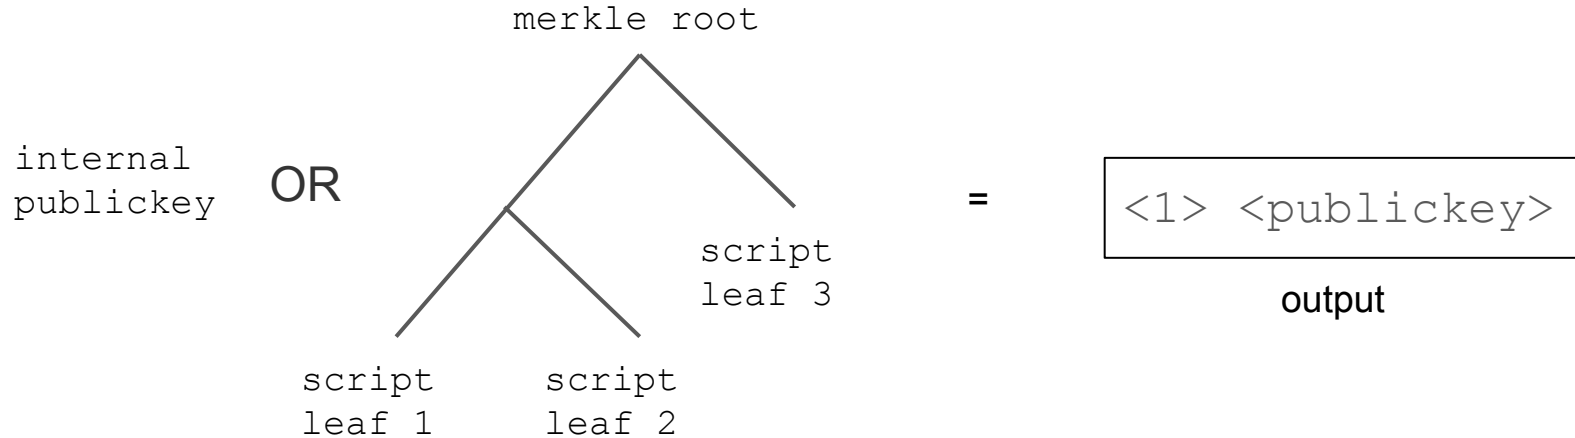 merkle root
internal
publickey
OR
script
leaf 1
script
leaf 2
script
leaf 3
=
<1> <publickey>
output